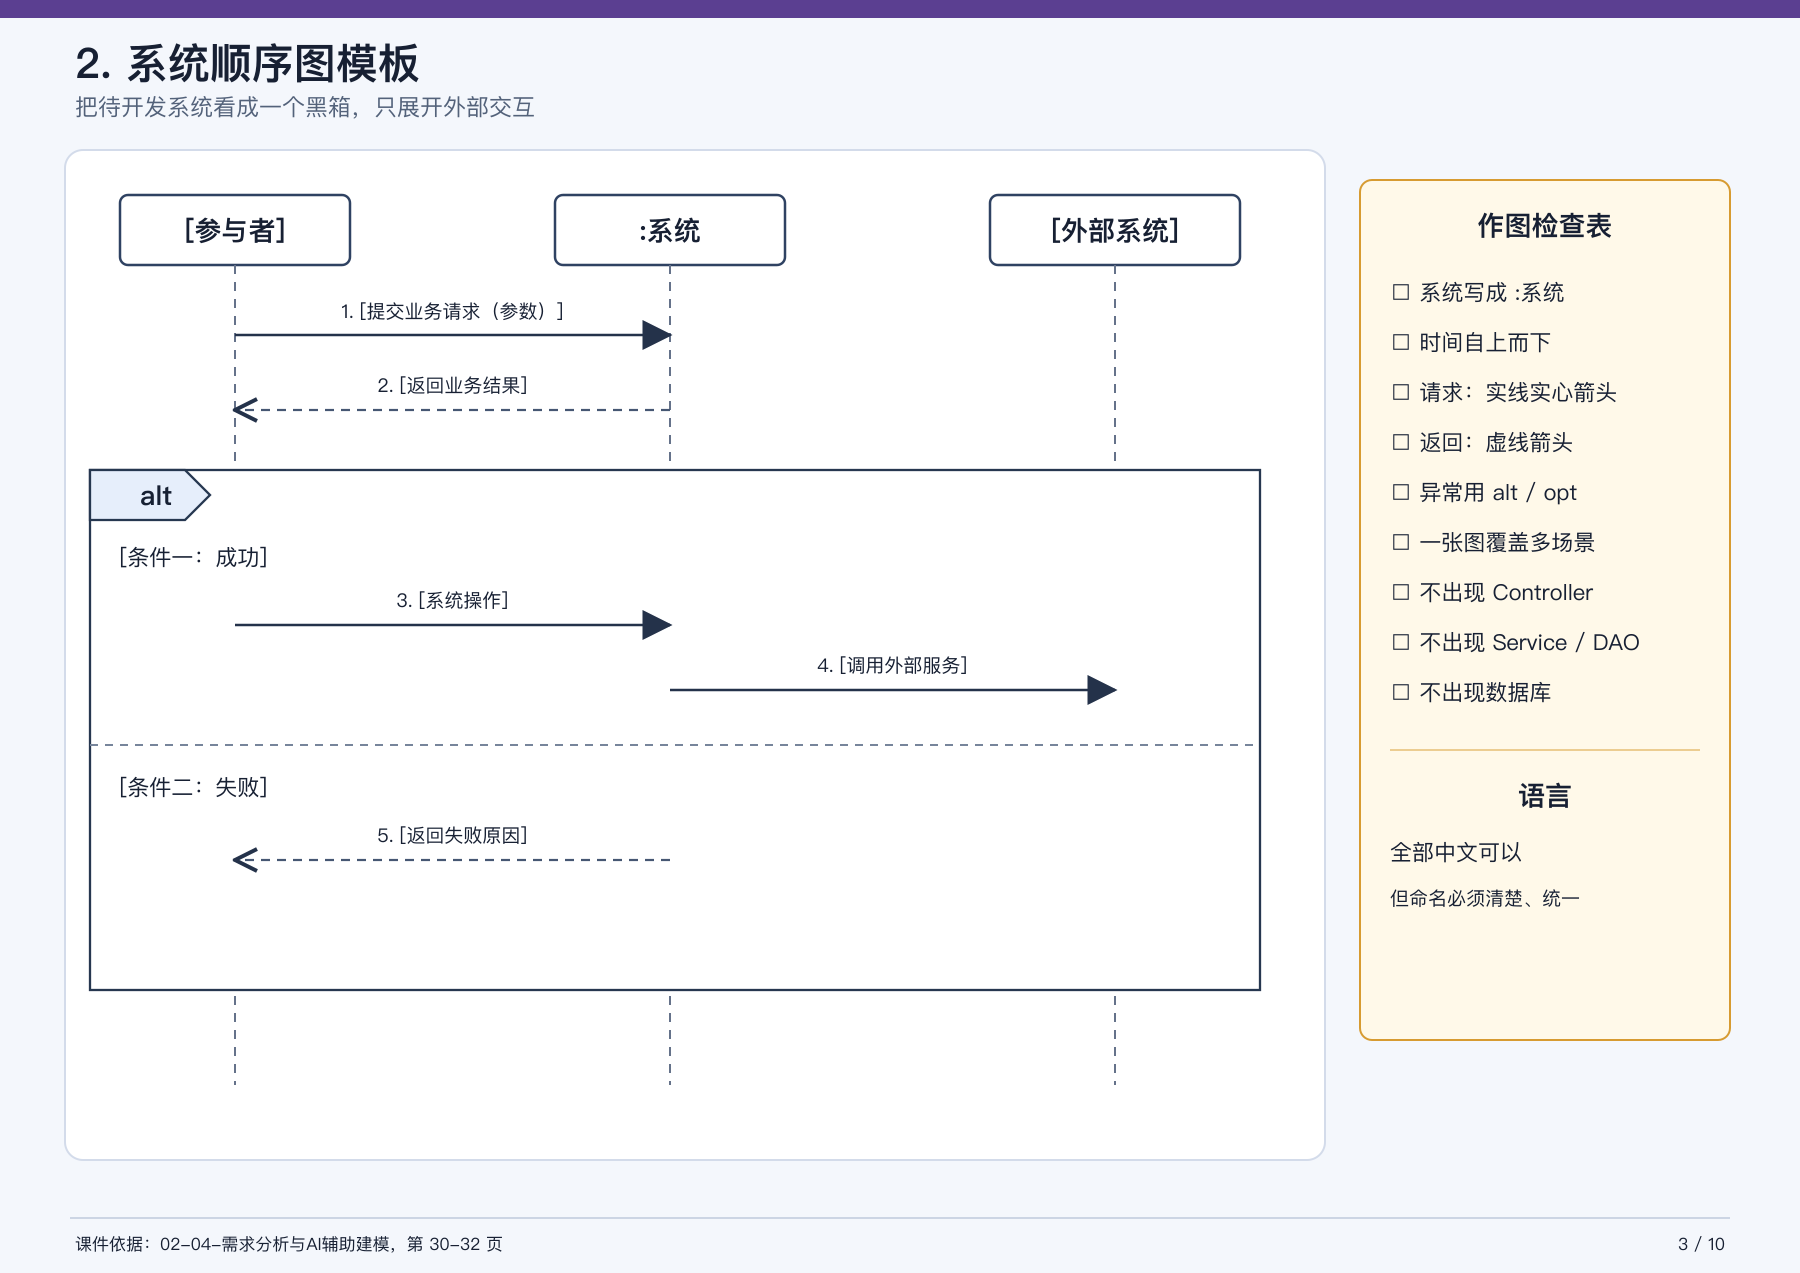 2. 系统顺序图模板
把待开发系统看成一个黑箱，只展开外部交互
[参与者]
:系统
[外部系统]
1. [提交业务请求（参数）]
2. [返回业务结果]
alt
[条件一：成功]
3. [系统操作]
4. [调用外部服务]
[条件二：失败]
5. [返回失败原因]
作图检查表
☐ 系统写成 :系统
☐ 时间自上而下
☐ 请求：实线实心箭头
☐ 返回：虚线箭头
☐ 异常用 alt / opt
☐ 一张图覆盖多场景
☐ 不出现 Controller
☐ 不出现 Service / DAO
☐ 不出现数据库
语言
全部中文可以
但命名必须清楚、统一
课件依据：02-04-需求分析与AI辅助建模，第 30-32 页
3 / 10